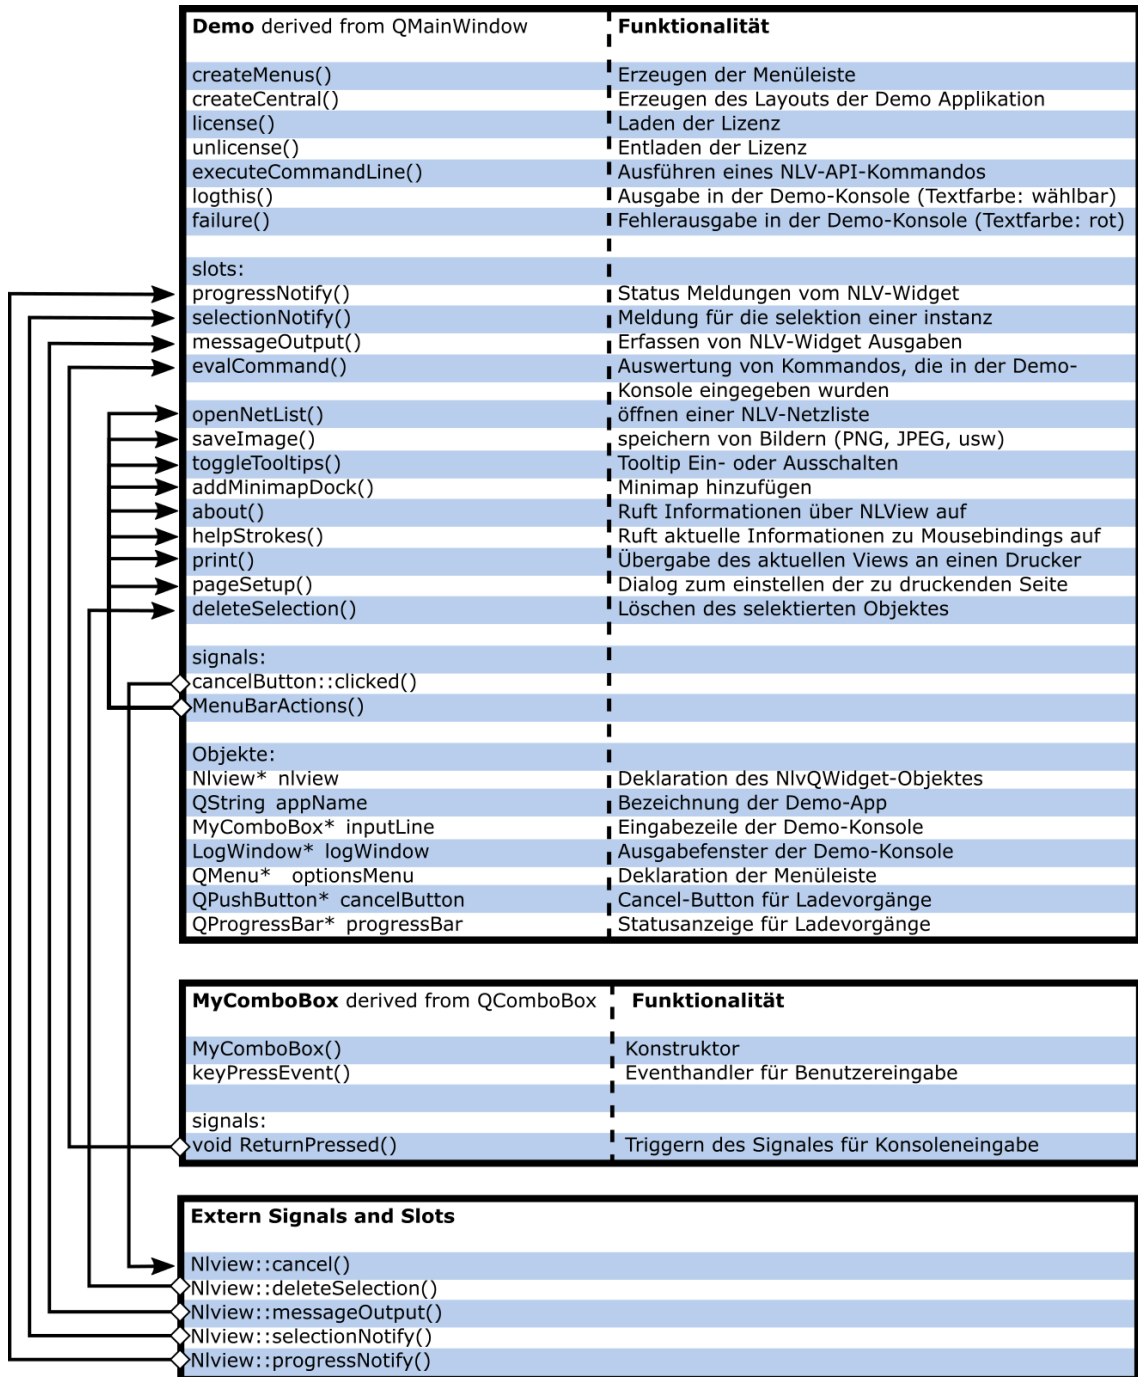 Demo derived from QMainWindow Funktionalität
createMenus() Erzeugen der Menüleiste
createCentral() Erzeugen des Layouts der Demo Applikation
license() Laden der Lizenz
unlicense() Entladen der Lizenz
executeCommandLine() Ausführen eines NLV-API-Kommandos
logthis() Ausgabe in der Demo-Konsole (Textfarbe: wählbar)
failure() Fehlerausgabe in der Demo-Konsole (Textfarbe: rot)
slots:
progressNotify() Status Meldungen vom NLV-Widget
selectionNotify() Meldung für die selektion einer instanz
messageOutput() Erfassen von NLV-Widget Ausgaben
evalCommand() Auswertung von Kommandos, die in der Demo-
Konsole eingegeben wurden
openNetList() öffnen einer NLV-Netzliste
saveImage() speichern von Bildern (PNG, JPEG, usw)
toggleTooltips() Tooltip Ein- oder Ausschalten
addMinimapDock() Minimap hinzufügen
about() Ruft Informationen über NLView auf
helpStrokes() Ruft aktuelle Informationen zu Mousebindings auf
print() Übergabe des aktuellen Views an einen Drucker
pageSetup() Dialog zum einstellen der zu druckenden Seite
deleteSelection() Löschen des selektierten Objektes
signals:
cancelButton::clicked()
MenuBarActions()
Objekte:
Nlview* nlview Deklaration des NlvQWidget-Objektes
QString appName Bezeichnung der Demo-App
MyComboBox* inputLine Eingabezeile der Demo-Konsole
LogWindow* logWindow Ausgabefenster der Demo-Konsole
QMenu* optionsMenu Deklaration der Menüleiste
QPushButton* cancelButton Cancel-Button für Ladevorgänge
QProgressBar* progressBar Statusanzeige für Ladevorgänge
MyComboBox derived from QComboBox Funktionalität
MyComboBox() Konstruktor
keyPressEvent() Eventhandler für Benutzereingabe
signals:
void ReturnPressed() Triggern des Signales für Konsoleneingabe
Extern Signals and Slots
Nlview::cancel()
Nlview::deleteSelection()
Nlview::messageOutput()
Nlview::selectionNotify()
Nlview::progressNotify()